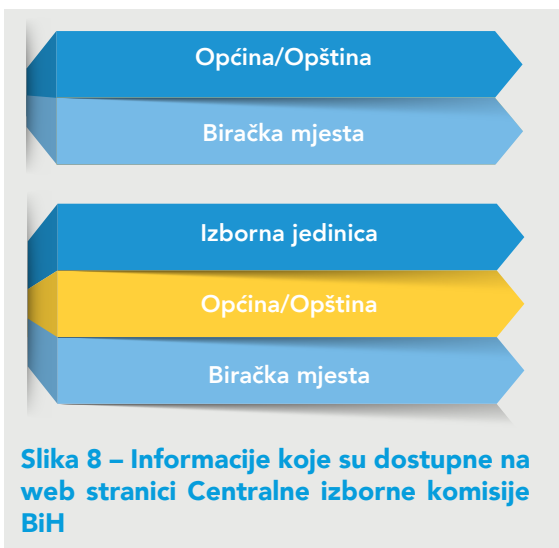 Općina/Opština
Biračka mjesta
Izborna jedinica
Općina/Opština
Biračka mjesta
Slika 8 – Informacije koje su dostupne na
web stranici Centralne izborne komisije
BiH